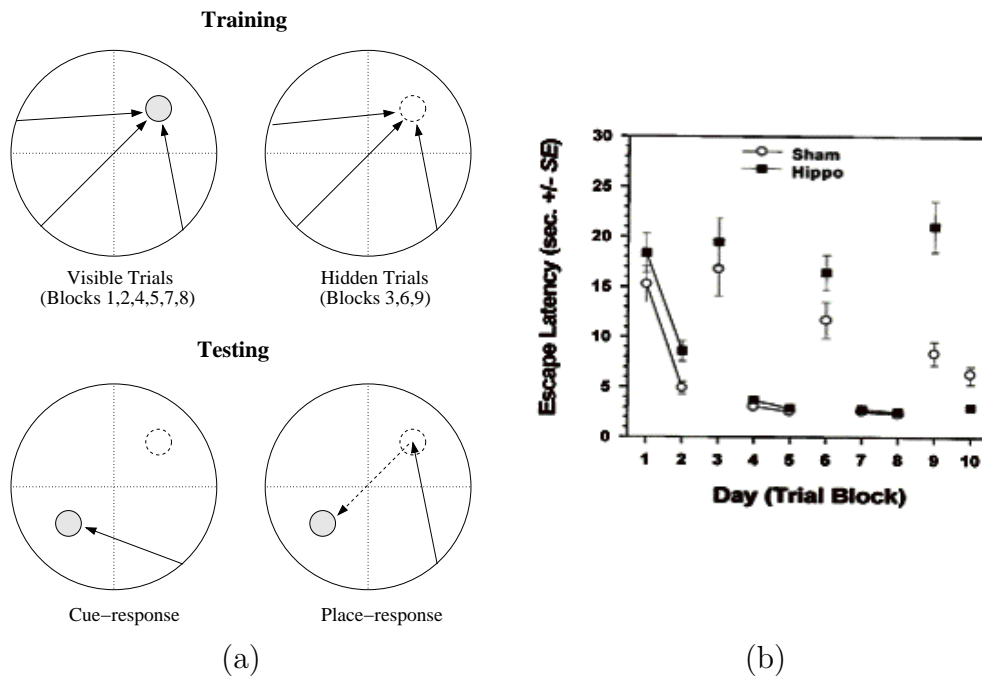 Training
Visible Trials
(Blocks 1,2,4,5,7,8)
Hidden Trials
(Blocks 3,6,9)
Testing
Cue−response
Place−response
(a)
Escape Latency (sec. +/- SE)
30
25
20
15
10
5
0
Sham
Hippo
1 2 3 4 5 6 7 8 9 10
Day (Trial Block)
(b)